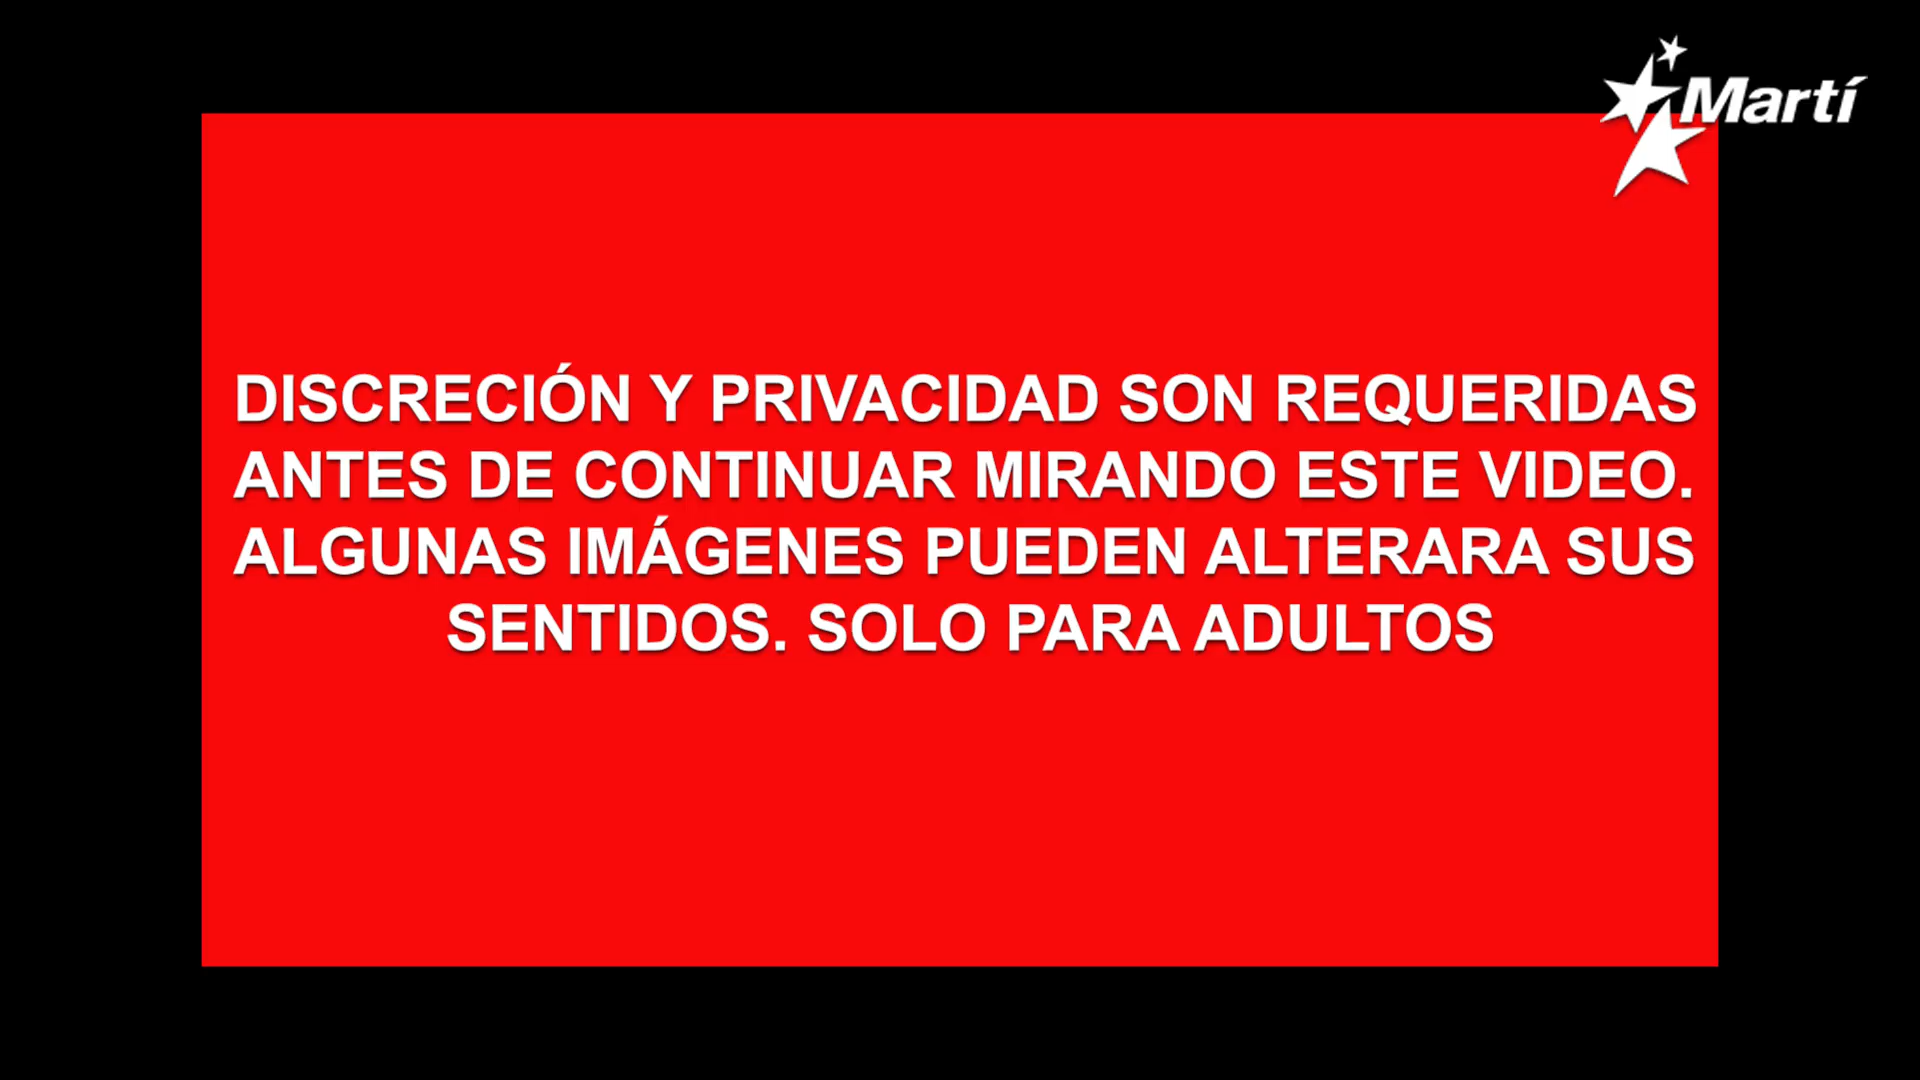 Martí
DISCRECIÓN Y PRIVACIDAD SON REQUERIDAS
ANTES DE CONTINUAR MIRANDO ESTE VIDEO.
ALGUNAS IMÁGENES PUEDEN ALTERARA SUS
SENTIDOS. SOLO PARA ADULTOS